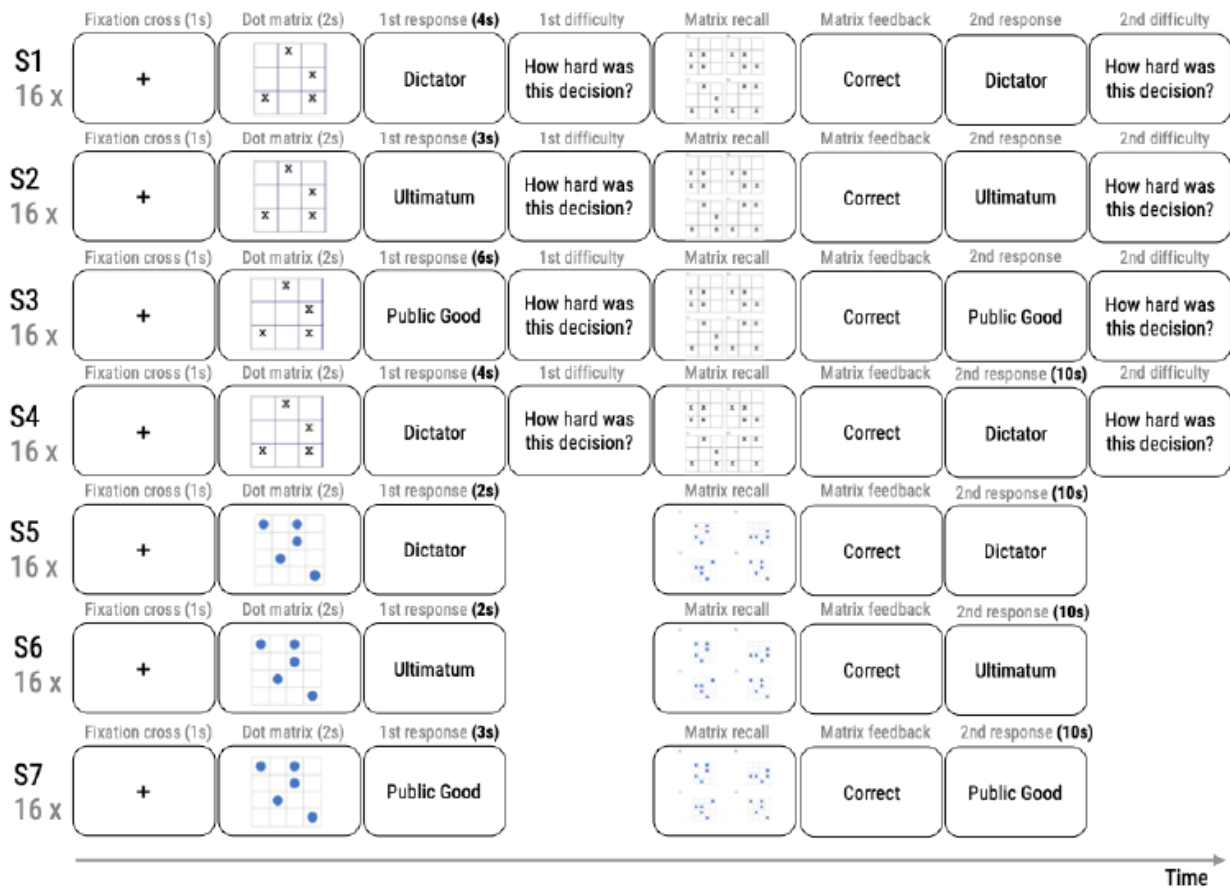 Fixation cross (1s) Dot matrix (2s) 1st response (4s) 1st difficulty Matrix recall Matrix feedback 2nd response 2nd difficulty
S1
16 x
+
x
x
x x
Dictator
How hard was
this decision?
Correct
Dictator
How hard was
this decision?
Fixation cross (1s) Dot matrix (2s) 1st response (3s) 1st difficulty Matrix recall Matrix feedback 2nd response 2nd difficulty
S2
16 x
+
x
x
x x
Ultimatum
How hard was
this decision?
Correct
Ultimatum
How hard was
this decision?
Fixation cross (1s) Dot matrix (2s) 1st response (6s) 1st difficulty Matrix recall Matrix feedback 2nd response 2nd difficulty
S3
16 x
+
x
x
x x
Public Good
How hard was
this decision?
Correct
Public Good
How hard was
this decision?
Fixation cross (1s) Dot matrix (2s) 1st response (4s) 1st difficulty Matrix recall Matrix feedback 2nd response (10s) 2nd difficulty
S4
16 x
+
x
x
x x
Dictator
How hard was
this decision?
Correct
Dictator
How hard was
this decision?
Fixation cross (1s) Dot matrix (2s) 1st response (2s) Matrix recall Matrix feedback 2nd response (10s)
S5
16 x
+
Dictator
Correct
Dictator
Fixation cross (1s) Dot matrix (2s) 1st response (2s) Matrix recall Matrix feedback 2nd response (10s)
S6
16 x
+
Ultimatum
Correct
Ultimatum
Fixation cross (1s) Dot matrix (2s) 1st response (3s) Matrix recall Matrix feedback 2nd response (10s)
S7
16 x
+
Public Good
Correct
Public Good
Time